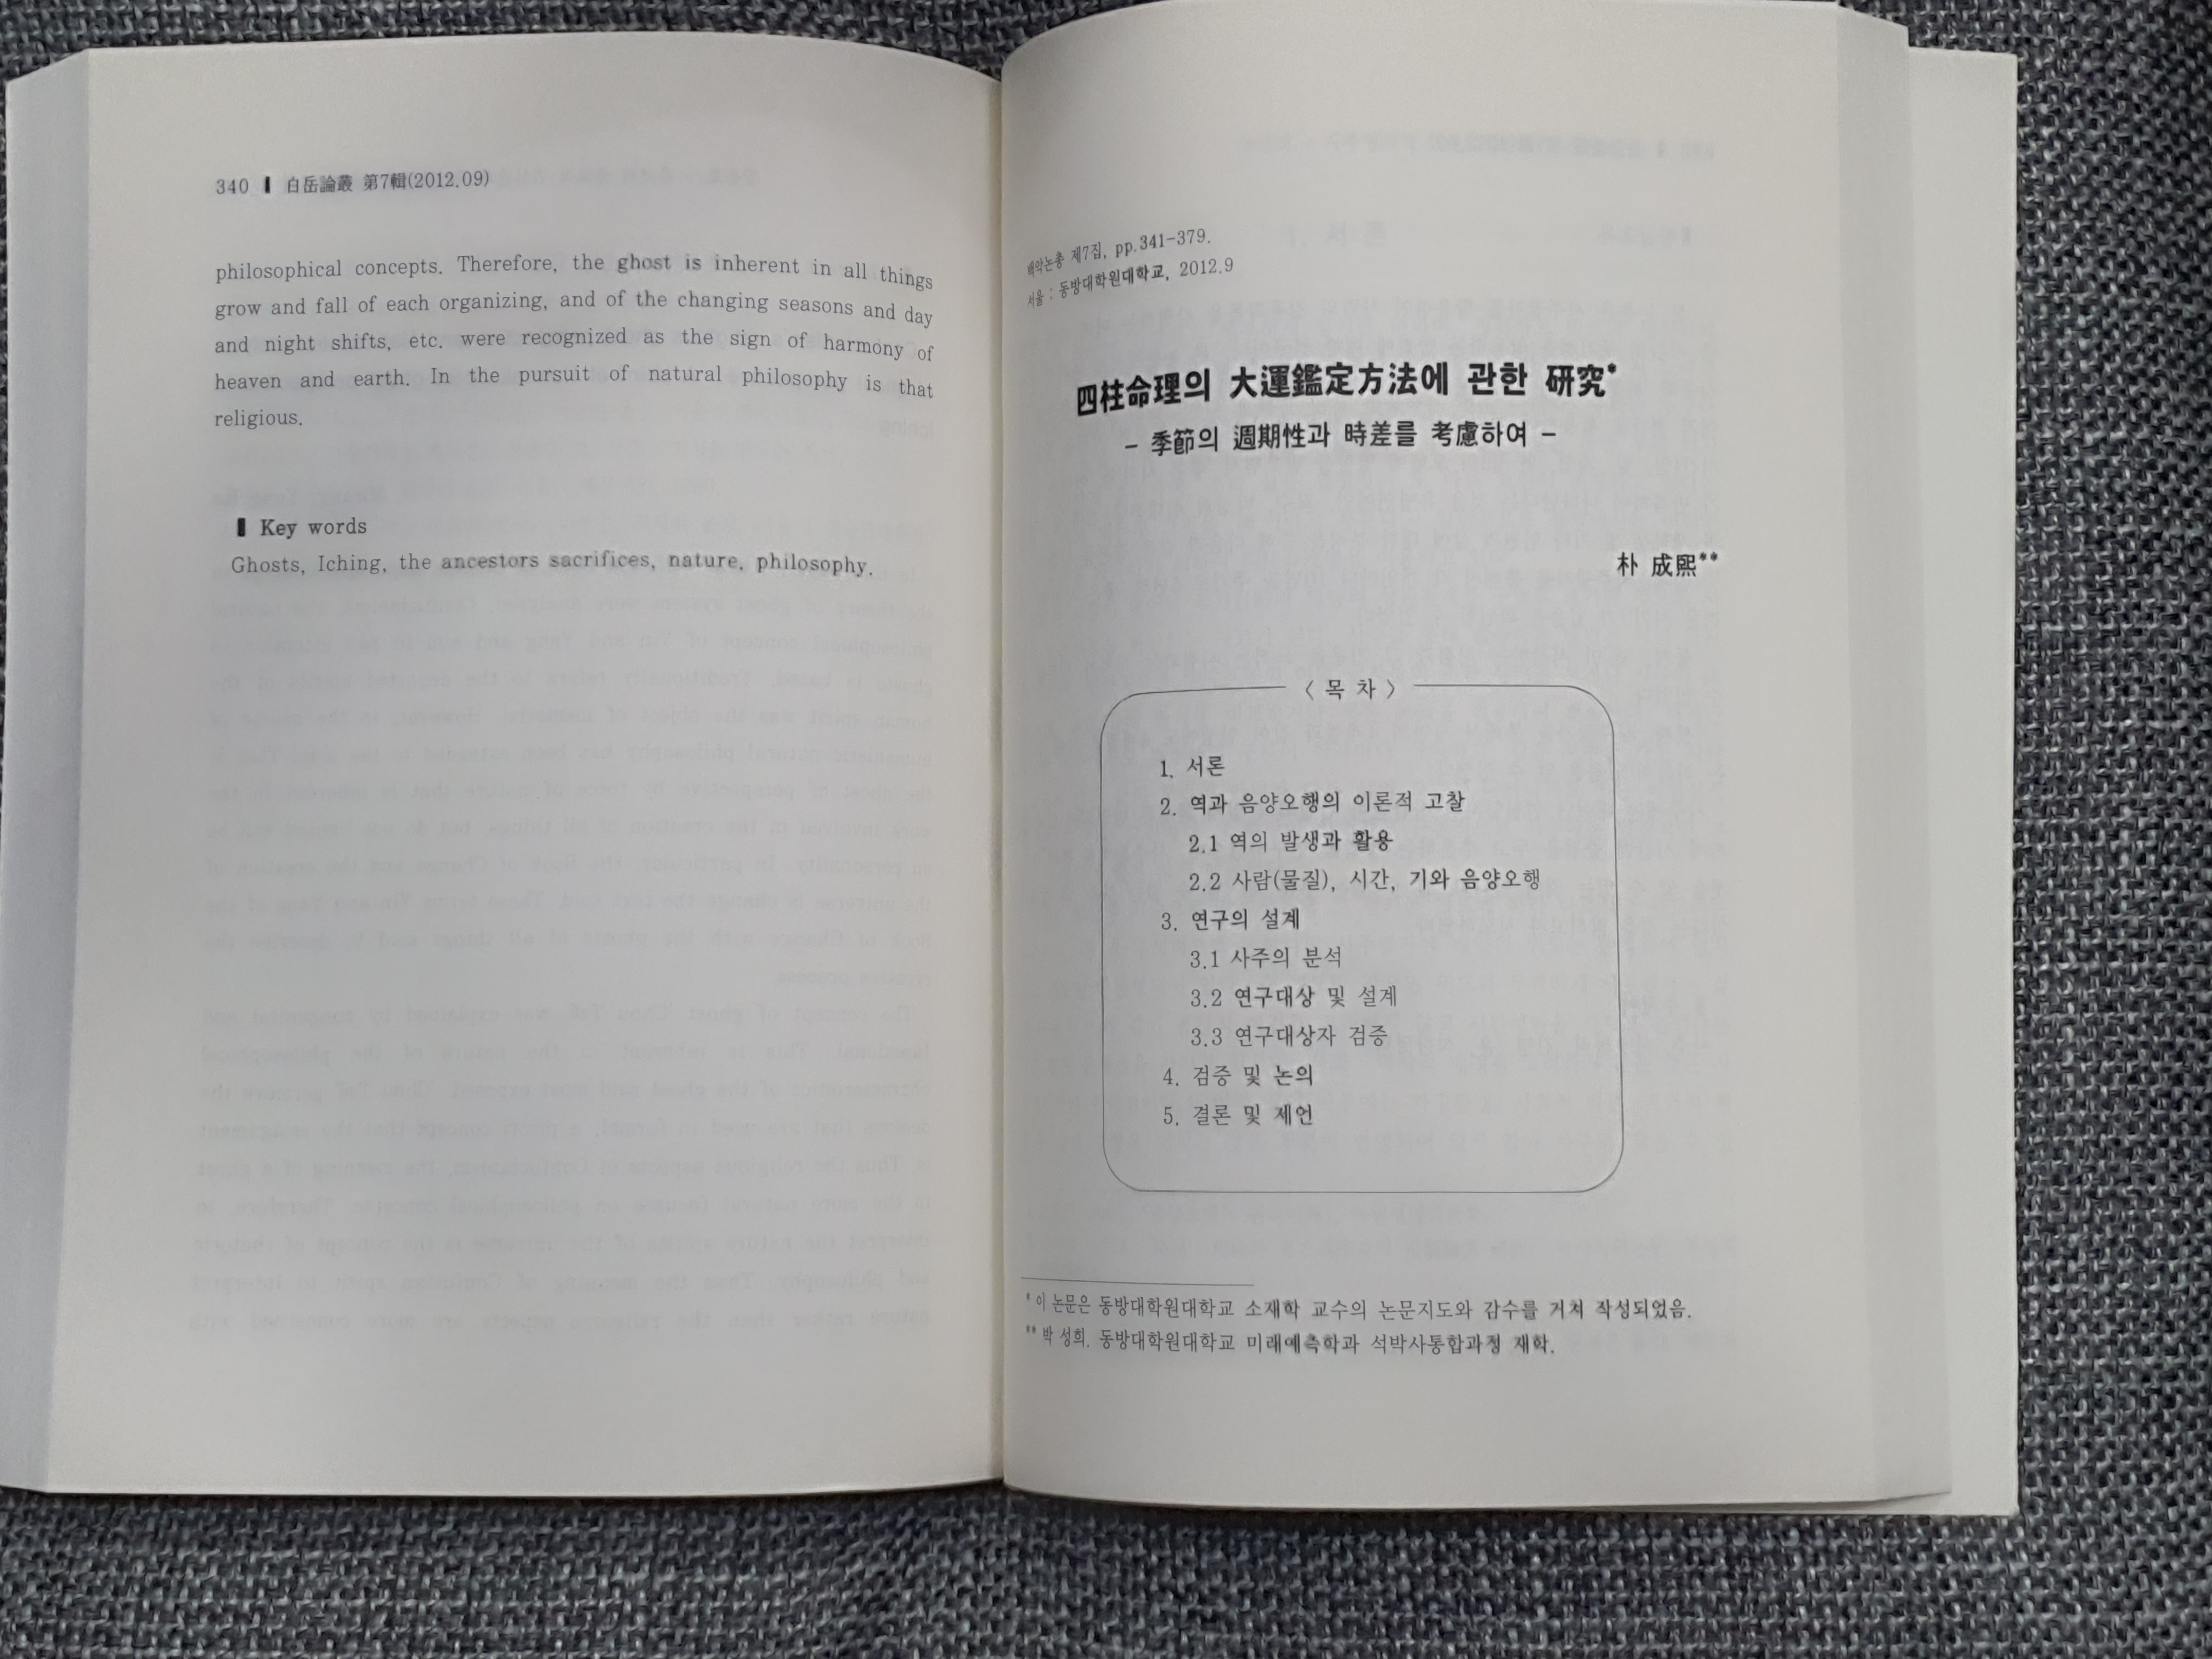 340 ▌ 白岳論叢 第7輯(2012.09)
philosophical concepts. Therefore, the ghost is inherent in all things
grow and fall of each organizing, and of the changing seasons and day
and night shifts, etc. were recognized as the sign of harmony of
heaven and earth. In the pursuit of natural philosophy is that
religious.
▌ Key words
Ghosts, Iching, the ancestors sacrifices, nature, philosophy.
백악논총 제7집, pp.341-379.
서울 : 동방대학원대학교, 2012.9
四柱命理의 大運鑑定方法에 관한 研究*
- 季節의 週期性과 時差를 考慮하여 -
朴 成熙**
< 목 차 >
1. 서론
2. 역과 음양오행의 이론적 고찰
2.1 역의 발생과 활용
2.2 사람(물질), 시간, 기와 음양오행
3. 연구의 설계
3.1 사주의 분석
3.2 연구대상 및 설계
3.3 연구대상자 검증
4. 검증 및 논의
5. 결론 및 제언
* 이 논문은 동방대학원대학교 소재학 교수의 논문지도와 감수를 거쳐 작성되었음.
** 박 성희. 동방대학원대학교 미래예측학과 석박사통합과정 재학.